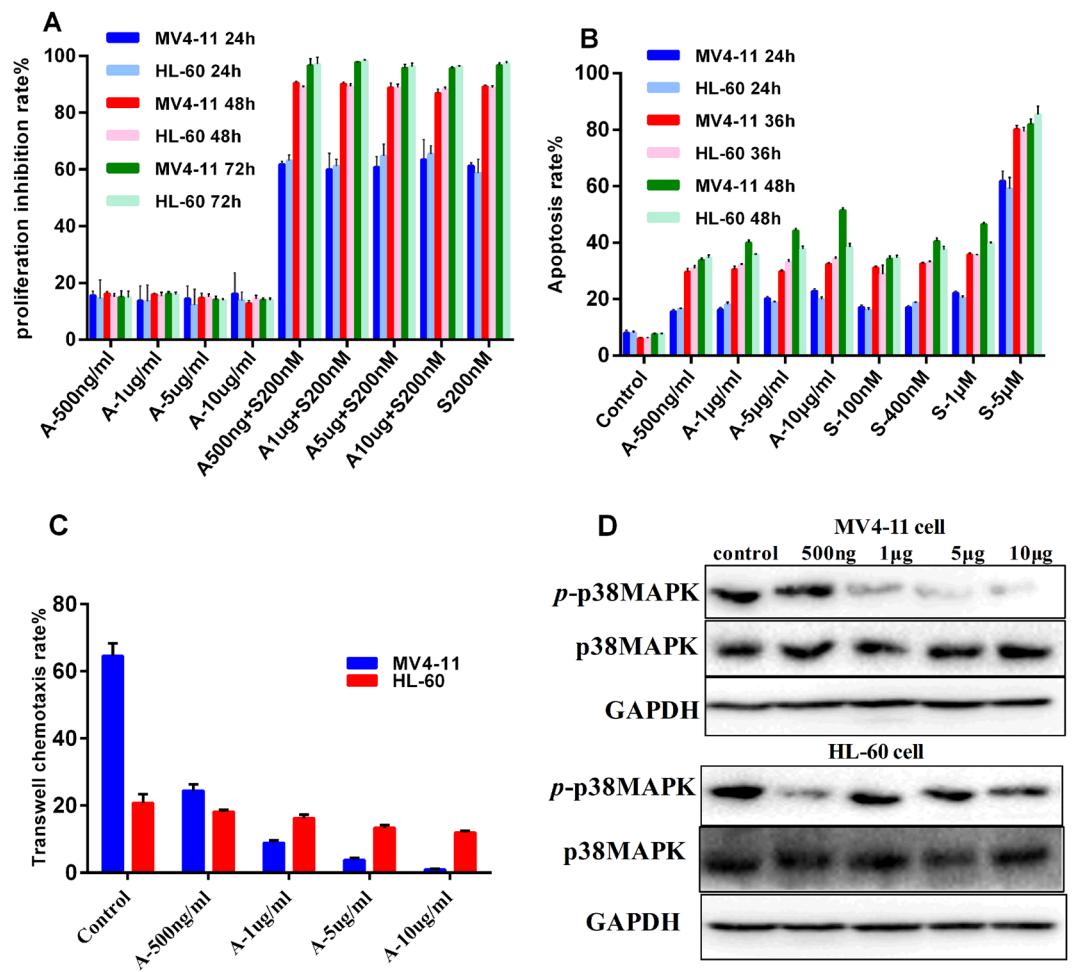 A
proliferation inhibition rate%
MV4-11 24h
HL-60 24h
MV4-11 48h
HL-60 48h
MV4-11 72h
HL-60 72h
100
80
60
40
20
0
A-500ng/ml
A-1ug/ml
A-5ug/ml
A-10ug/ml
A500ng+S200nM
A1ug+S200nM
A5ug+S200nM
A10ug+S200nM
S200nM
B
Apoptosis rate%
MV4-11 24h
HL-60 24h
MV4-11 36h
HL-60 36h
MV4-11 48h
HL-60 48h
100
80
60
40
20
0
Control
A-500ng/ml
A-1μg/ml
A-5μg/ml
A-10μg/ml
S-100nM
S-400nM
S-1μM
S-5μM
C
Transwell chemotaxis rate%
MV4-11
HL-60
80
60
40
20
0
Control
A-500ng/ml
A-1ug/ml
A-5ug/ml
A-10ug/ml
D
MV4-11 cell
control 500ng 1μg 5μg 10μg
p-p38MAPK
p38MAPK
GAPDH
HL-60 cell
p-p38MAPK
p38MAPK
GAPDH